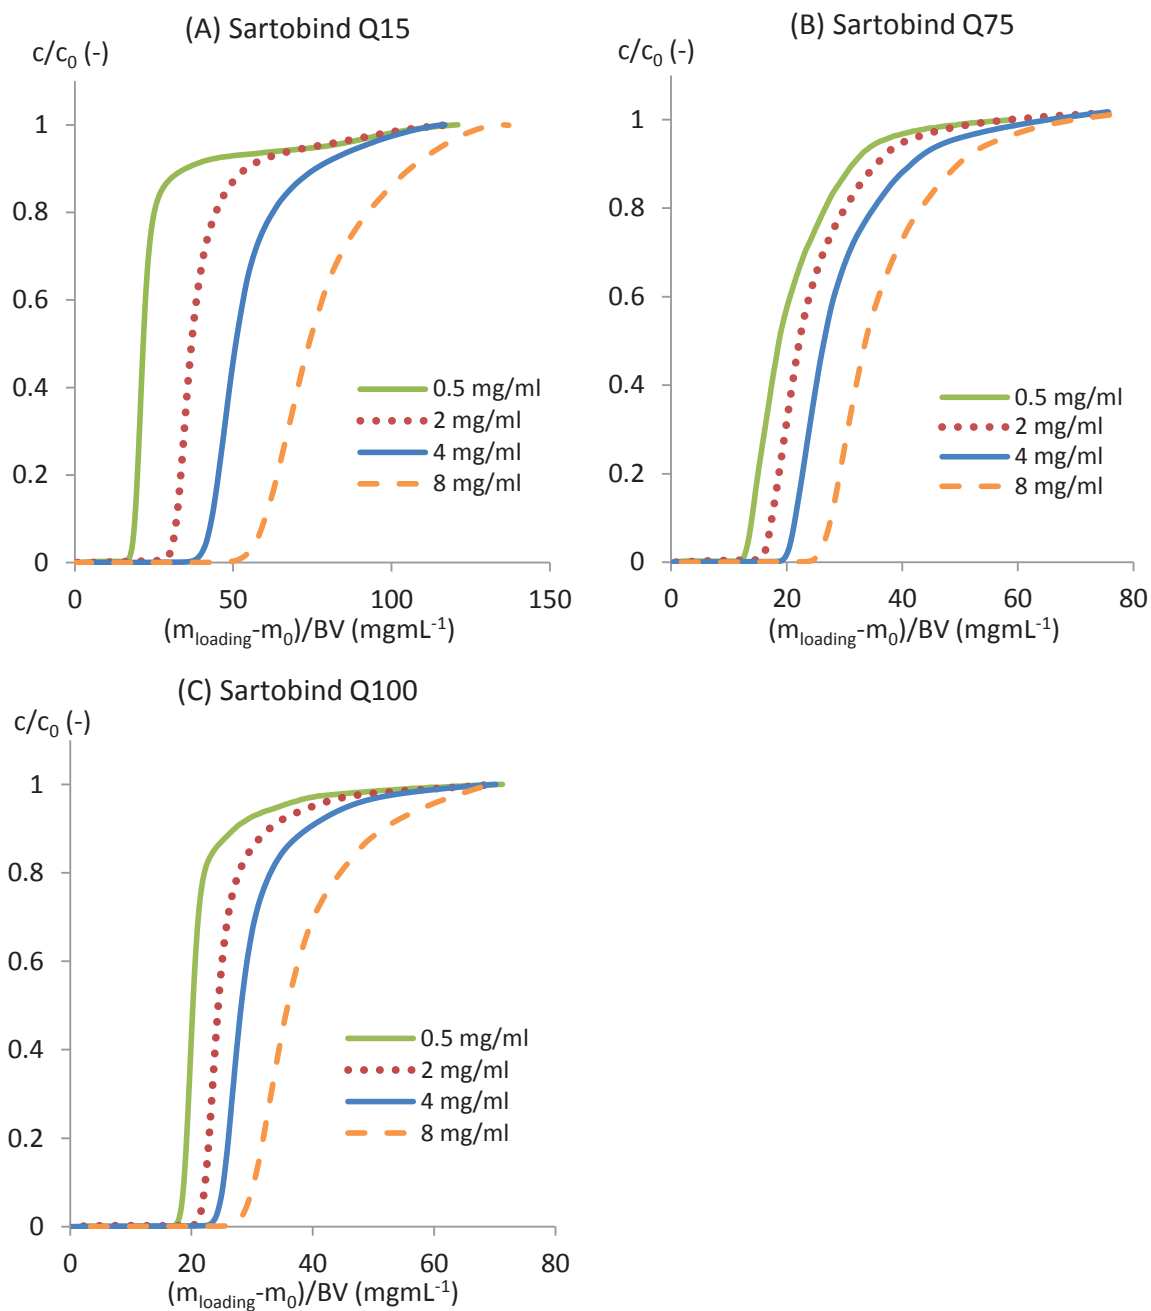 (A) Sartobind Q15
c/c₀ (-)
1
0.8
0.6
0.4
0.2
0
0 50 100 150
0.5 mg/ml
2 mg/ml
4 mg/ml
8 mg/ml
(m_loading-m₀)/BV (mgmL⁻¹)
(B) Sartobind Q75
c/c₀ (-)
1
0.8
0.6
0.4
0.2
0
0 20 40 60 80
0.5 mg/ml
2 mg/ml
4 mg/ml
8 mg/ml
(m_loading-m₀)/BV (mgmL⁻¹)
(C) Sartobind Q100
c/c₀ (-)
1
0.8
0.6
0.4
0.2
0
0 20 40 60 80
0.5 mg/ml
2 mg/ml
4 mg/ml
8 mg/ml
(m_loading-m₀)/BV (mgmL⁻¹)